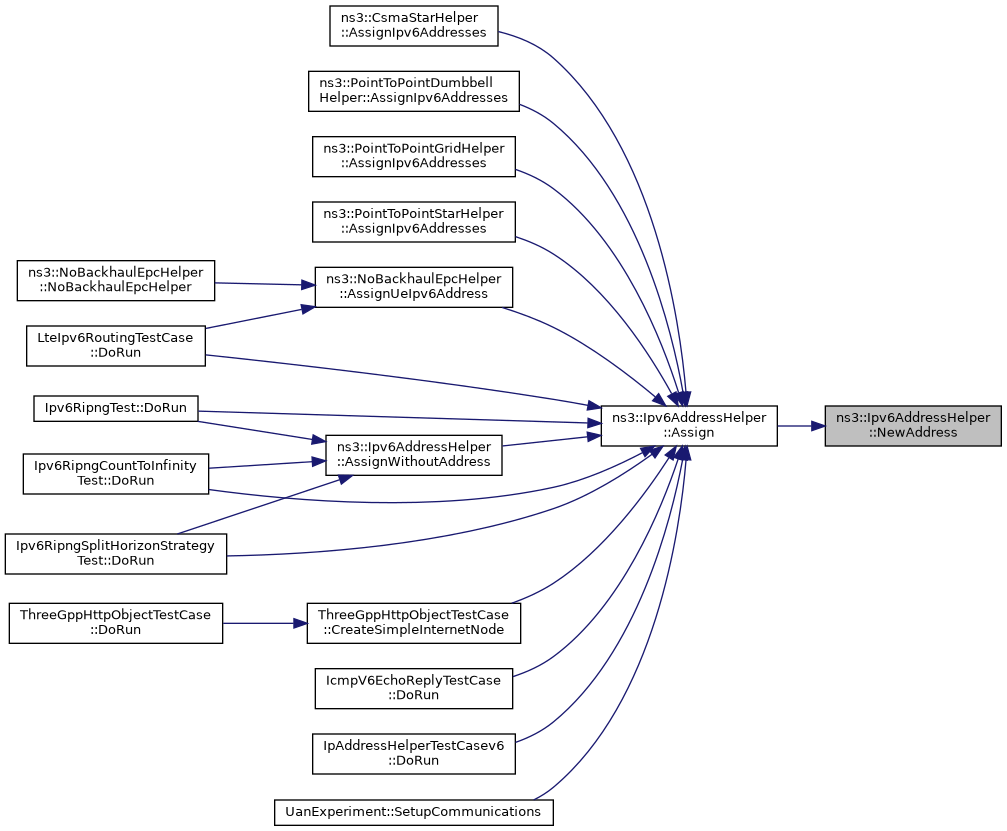 ns3::CsmaStarHelper
::AssignIpv6Addresses
ns3::PointToPointDumbbell
Helper::AssignIpv6Addresses
ns3::PointToPointGridHelper
::AssignIpv6Addresses
ns3::PointToPointStarHelper
::AssignIpv6Addresses
ns3::NoBackhaulEpcHelper
::NoBackhaulEpcHelper
ns3::NoBackhaulEpcHelper
::AssignUeIpv6Address
LteIpv6RoutingTestCase
::DoRun
Ipv6RipngTest::DoRun
ns3::Ipv6AddressHelper
::Assign
ns3::Ipv6AddressHelper
::NewAddress
ns3::Ipv6AddressHelper
::AssignWithoutAddress
Ipv6RipngCountToInfinity
Test::DoRun
Ipv6RipngSplitHorizonStrategy
Test::DoRun
ThreeGppHttpObjectTestCase
::DoRun
ThreeGppHttpObjectTestCase
::CreateSimpleInternetNode
IcmpV6EchoReplyTestCase
::DoRun
IpAddressHelperTestCasev6
::DoRun
UanExperiment::SetupCommunications